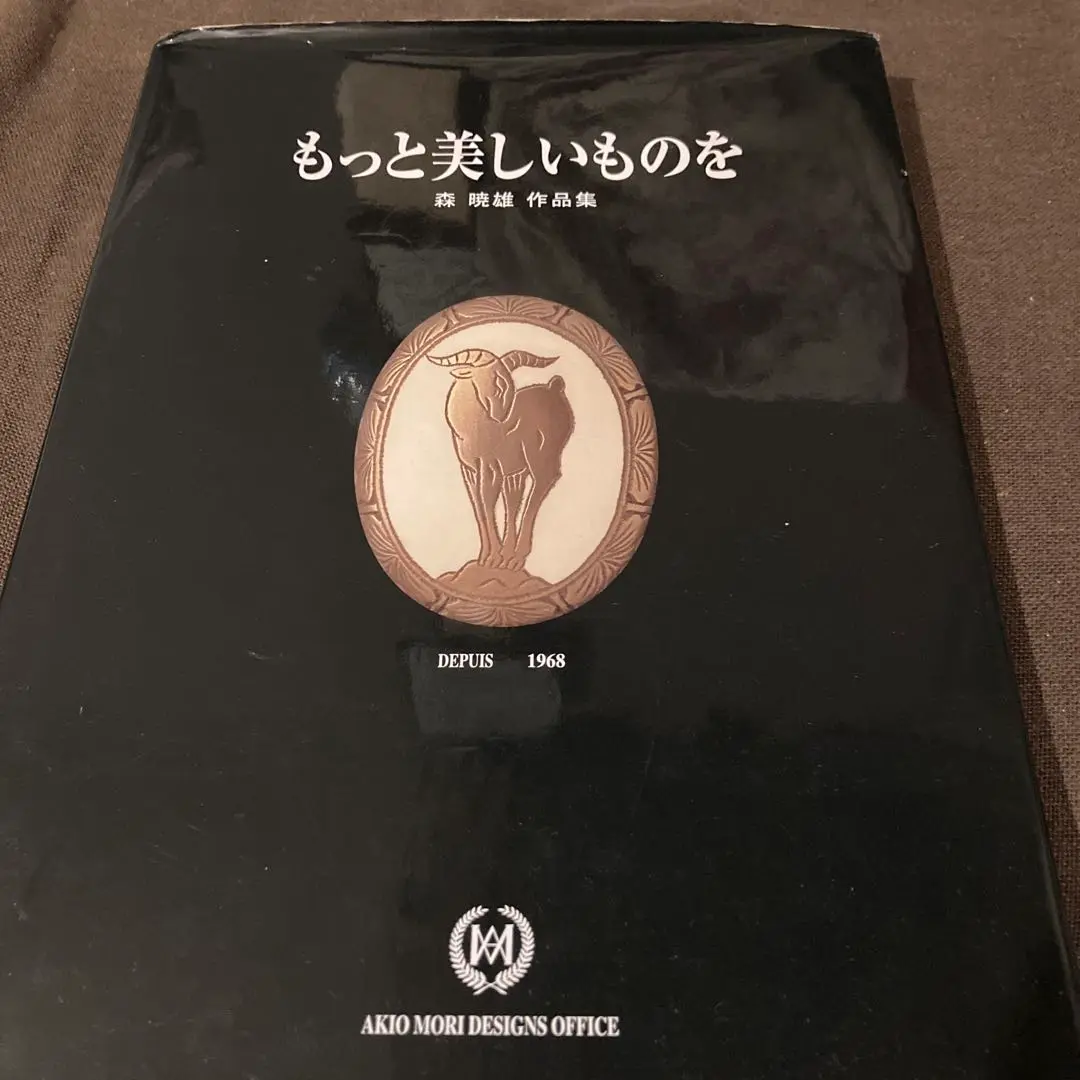 もっと美しいものを
森 暁雄 作品集
DEPUIS 1968
AM
AKIO MORI DESIGNS OFFICE